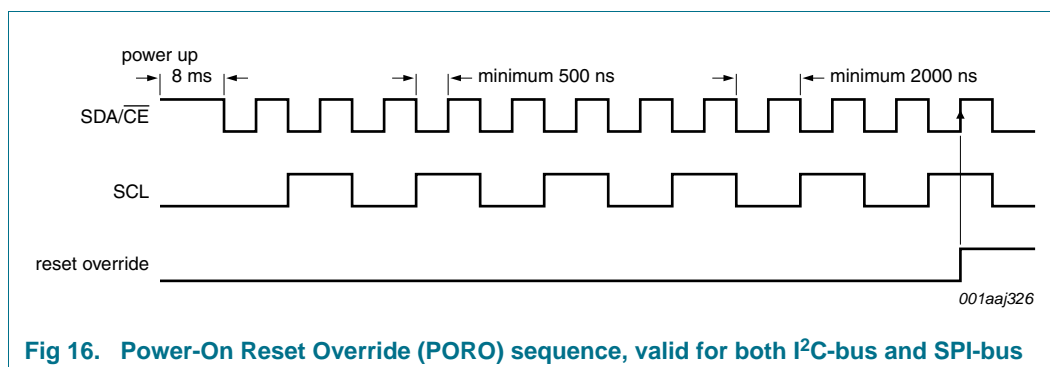 power up
8 ms
minimum 500 ns
minimum 2000 ns
SDA/CE
SCL
reset override
001aaj326
Fig 16. Power-On Reset Override (PORO) sequence, valid for both I²C-bus and SPI-bus